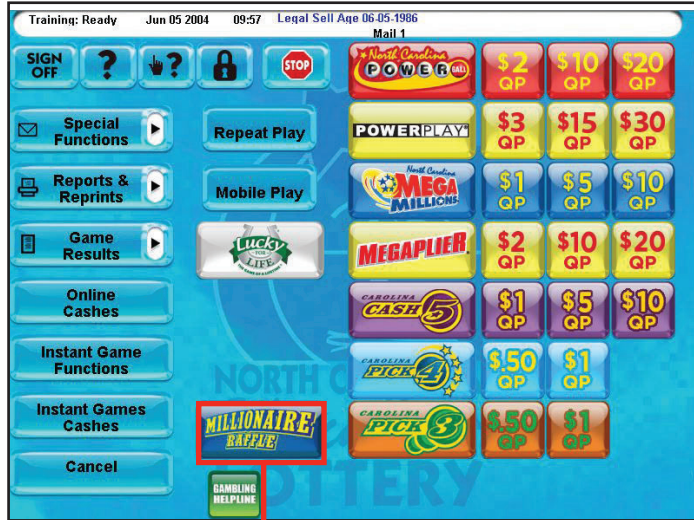 Training: Ready Jun 05 2004 09:57 Legal Sell Age 06-05-1986
Mail 1
SIGN
OFF
?
?
STOP
North Carolina
POWERBALL
$2
QP
$10
QP
$20
QP
Special
Functions
Repeat Play
POWERPLAY
$3
QP
$15
QP
$30
QP
Reports &
Reprints
Mobile Play
North Carolina
MEGA
MILLIONS
$1
QP
$5
QP
$10
QP
Game
Results
Lucky
FOR
LIFE
MEGAPLIER
$2
QP
$10
QP
$20
QP
Online
Cashes
CAROLINA
CASH 5
$1
QP
$5
QP
$10
QP
Instant Game
Functions
CAROLINA
PICK 4
$.50
QP
$1
QP
Instant Games
Cashes
MILLIONAIRE
RAFFLE
CAROLINA
PICK 3
$.50
QP
$1
QP
Cancel
GAMBLING
HELPLINE
NORTH C
LOTTERY